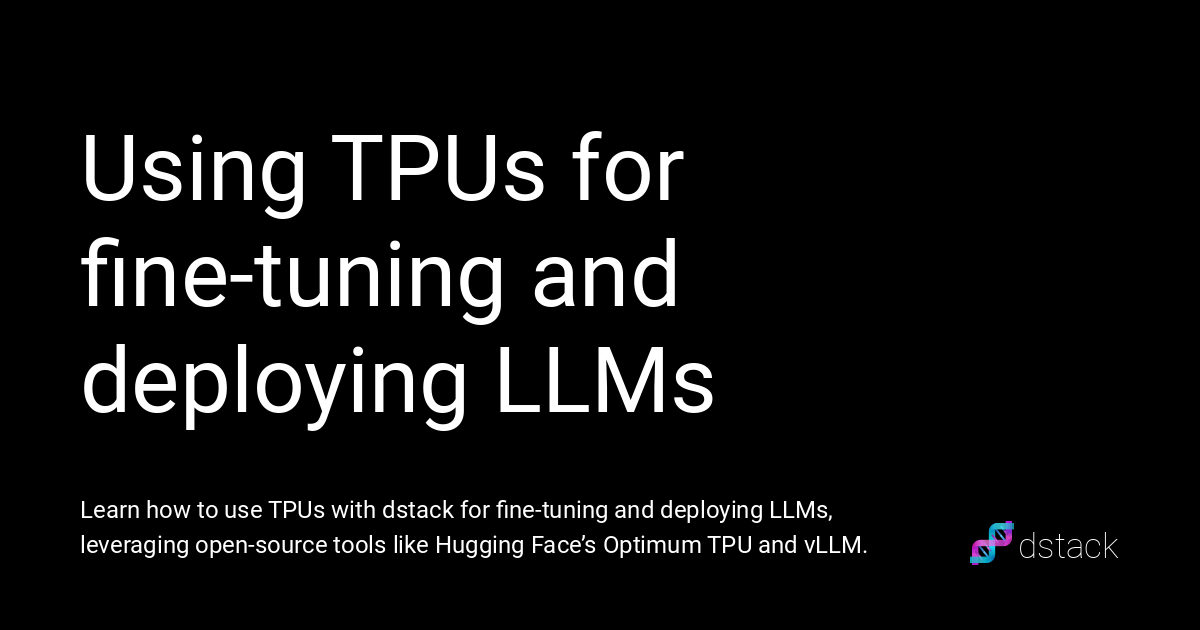 Using TPUs for
fine-tuning and
deploying LLMs
Learn how to use TPUs with dstack for fine-tuning and deploying LLMs,
leveraging open-source tools like Hugging Face’s Optimum TPU and vLLM.
dstack